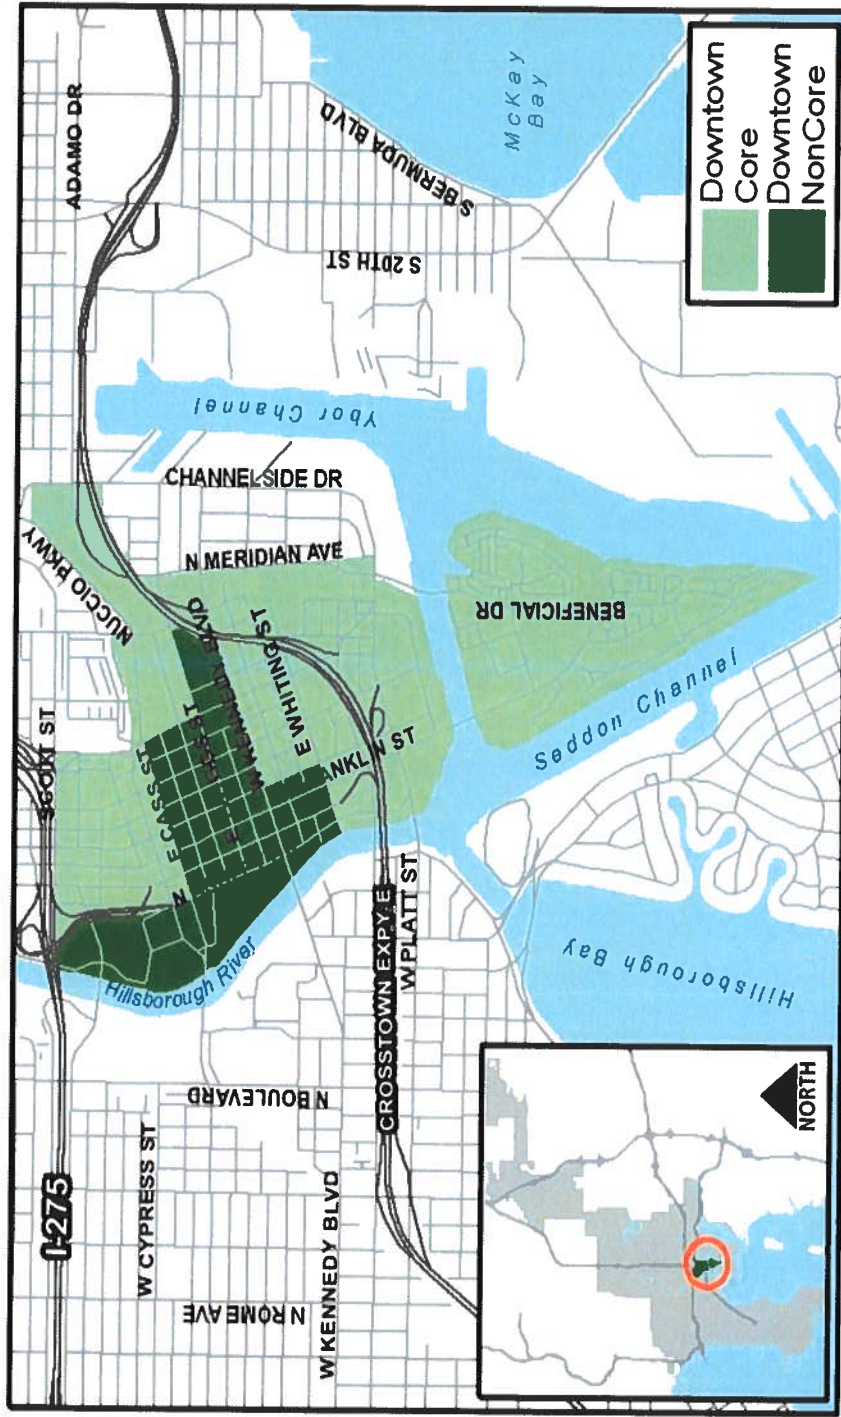 ADAMO DR
McKay
Bay
S BERMUDA BLVD
S 20TH ST
Ybor Channel
CHANNELSIDE DR
NUCCIO PKWY
N MERIDIAN AVE
BENEFICIAL DR
Seddon Channel
E WHITING ST
SCOTT ST
E CASS ST
ANKLIN ST
N
Hillsborough River
CROSSTOWN EXPY E
W PLATT ST
Hillsborough Bay
I-275
W CYPRESS ST
N BOULEVARD
N ROME AVE
W KENNEDY BLVD
NORTH
Downtown
Core
Downtown
NonCore